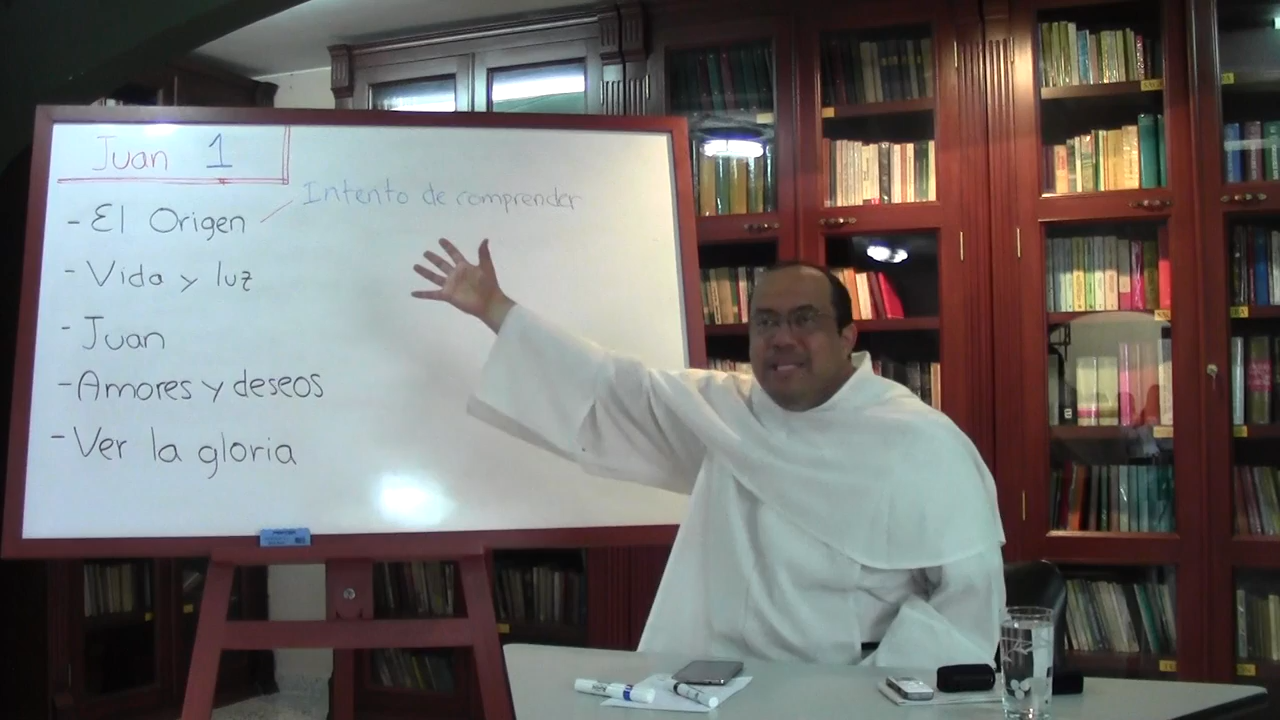 Juan 1
- El Origen
Intento de comprender
- Vida y luz
- Juan
- Amores y deseos
- Ver la gloria